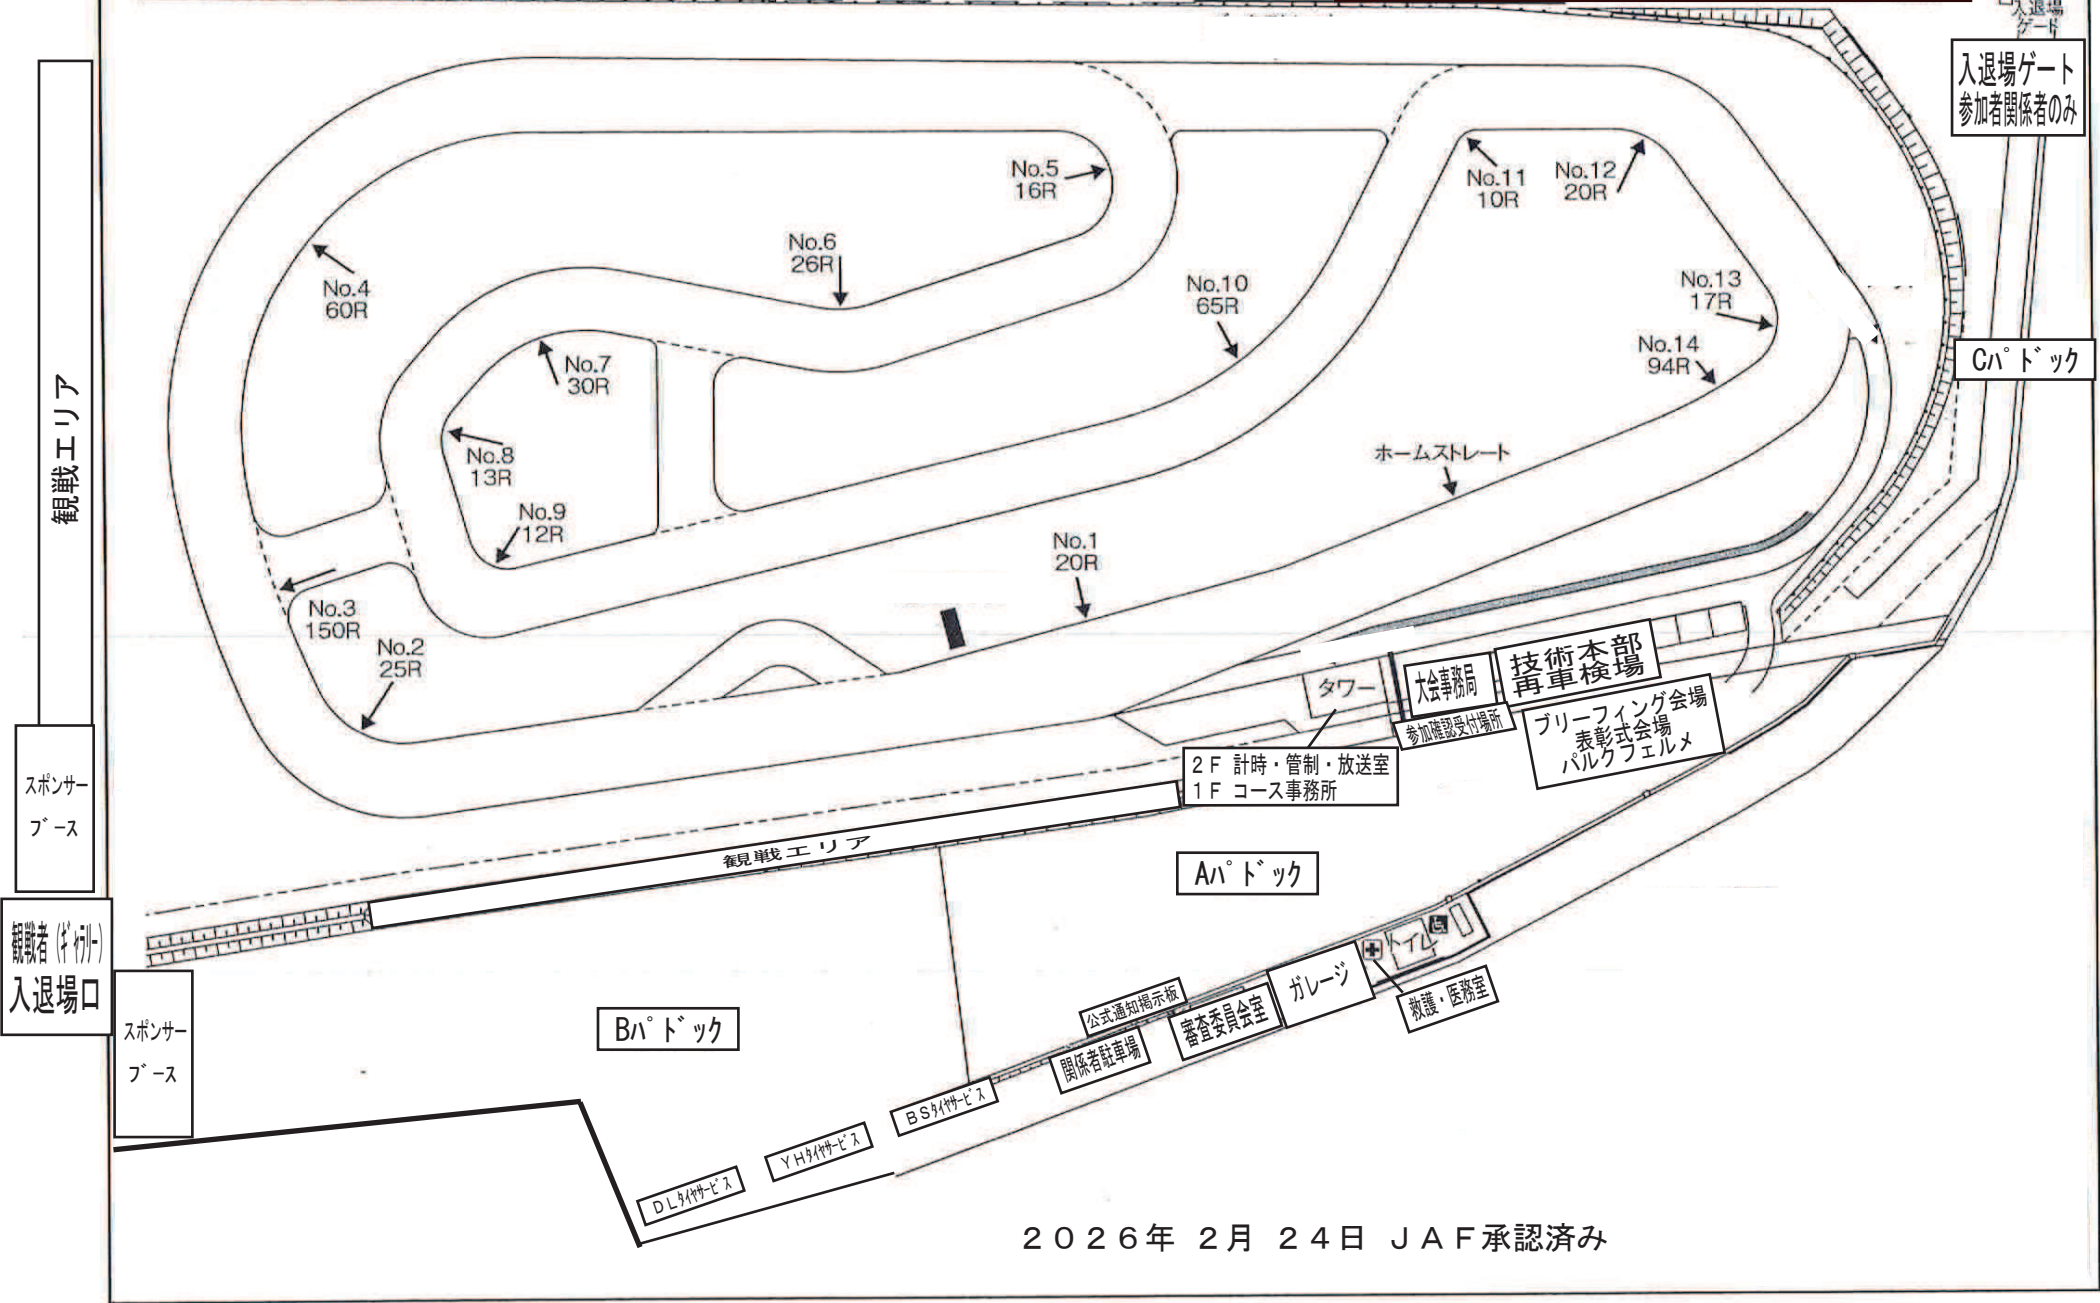 入退場
ゲート
入退場ゲート
参加者関係者のみ
No.5
16R
No.11
10R
No.12
20R
No.6
26R
No.4
60R
No.10
65R
No.13
17R
No.14
94R
Cﾊﾟﾄﾞｯｸ
No.7
30R
観戦エリア
No.8
13R
ホームストレート
No.9
12R
No.1
20R
No.3
150R
No.2
25R
タワー
大会事務局
技術本部
再車検場
参加確認受付場所
ブリーフィング会場
表彰式会場
パルクフェルメ
2F 計時・管制・放送室
1F コース事務所
スポンサー
ﾌﾞｰｽ
観戦エリア
Aﾊﾟﾄﾞｯｸ
観戦者(ｷﾞｬﾗﾘｰ)
入退場口
トイレ
ガレージ
救護・医務室
公式通知掲示板
審査委員会室
スポンサー
ﾌﾞｰｽ
Bﾊﾟﾄﾞｯｸ
関係者駐車場
BSﾀｲﾔｻｰﾋﾞｽ
YHﾀｲﾔｻｰﾋﾞｽ
DLﾀｲﾔｻｰﾋﾞｽ
2026年 2月 24日 JAF承認済み